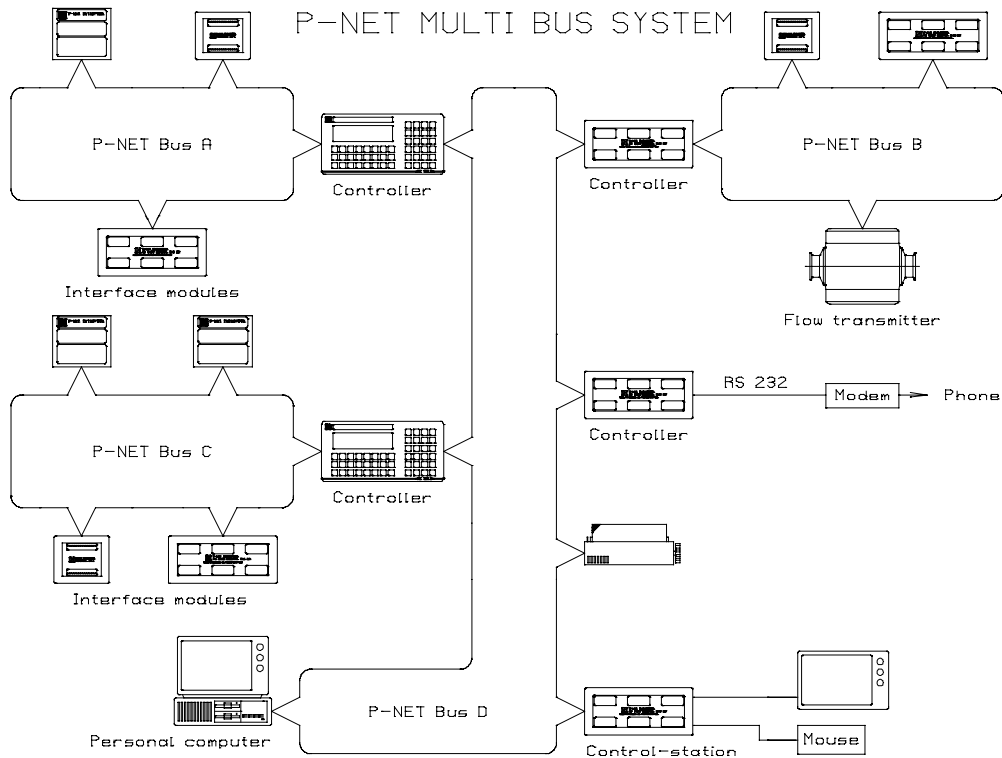 P-NET MULTI BUS SYSTEM
P-NET Bus A
Controller
Controller
P-NET Bus B
Interface modules
Flow transmitter
RS 232
Modem
Phone
Controller
P-NET Bus C
Controller
Interface modules
P-NET Bus D
Personal computer
Control-station
Mouse